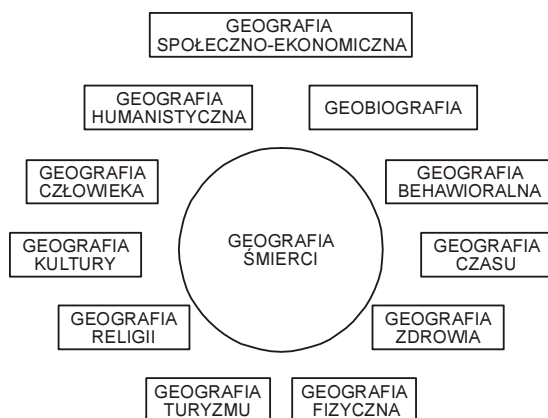 GEOGRAFIA
SPOŁECZNO-EKONOMICZNA
GEOGRAFIA
HUMANISTYCZNA
GEOBIOGRAFIA
GEOGRAFIA
CZŁOWIEKA
GEOGRAFIA
BEHAWIORALNA
GEOGRAFIA
ŚMIERCI
GEOGRAFIA
KULTURY
GEOGRAFIA
CZASU
GEOGRAFIA
RELIGII
GEOGRAFIA
ZDROWIA
GEOGRAFIA
TURYZMU
GEOGRAFIA
FIZYCZNA